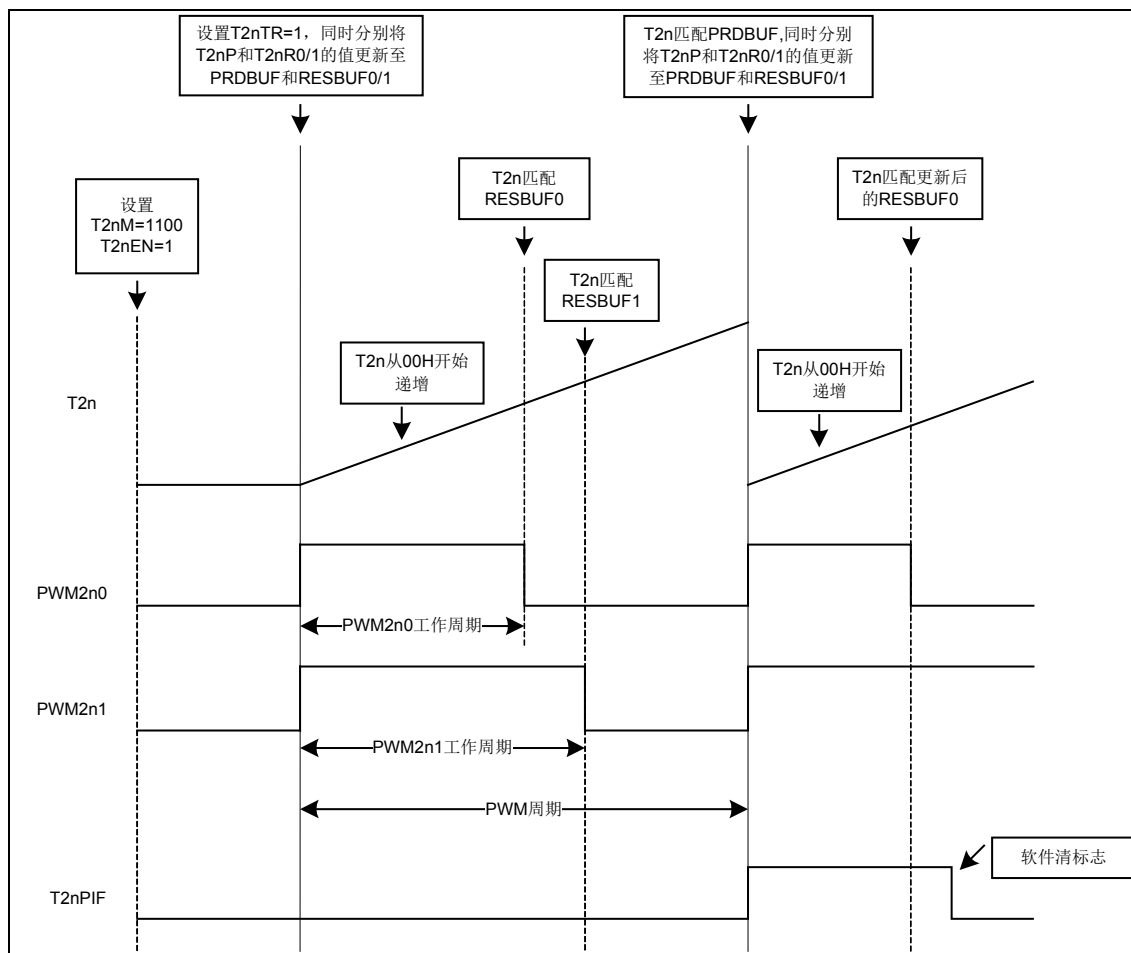 设置T2nTR=1，同时分别将
T2nP和T2nR0/1的值更新至
PRDBUF和RESBUF0/1
T2n匹配PRDBUF,同时分别
将T2nP和T2nR0/1的值更新
至PRDBUF和RESBUF0/1
设置
T2nM=1100
T2nEN=1
T2n匹配
RESBUF0
T2n匹配更新后
的RESBUF0
T2n匹配
RESBUF1
T2n从00H开始
递增
T2n从00H开始
递增
T2n
PWM2n0
PWM2n0工作周期
PWM2n1
PWM2n1工作周期
PWM周期
软件清标志
T2nPIF